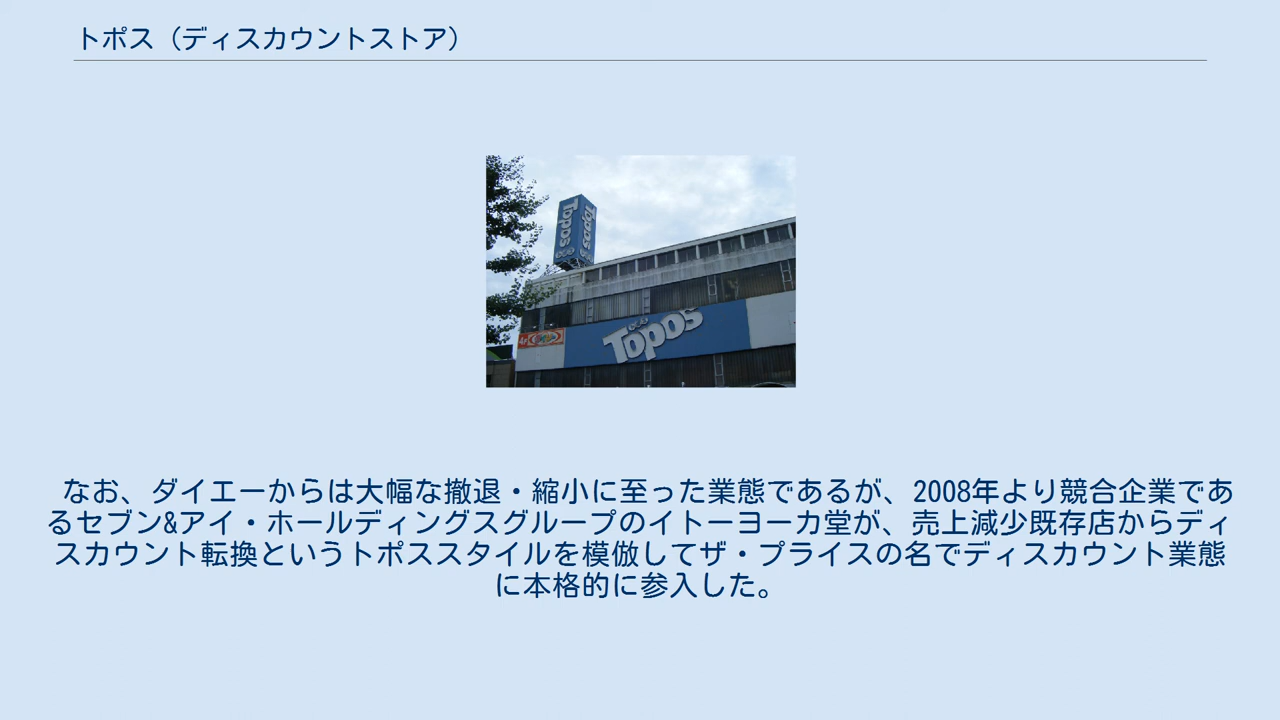 トポス（ディスカウントストア）
Topos
Topos
Topos
なお、ダイエーからは大幅な撤退・縮小に至った業態であるが、2008年より競合企業であ
るセブン&アイ・ホールディングスグループのイトーヨーカ堂が、売上減少既存店からディ
スカウント転換というトポススタイルを模倣してザ・プライスの名でディスカウント業態
に本格的に参入した。